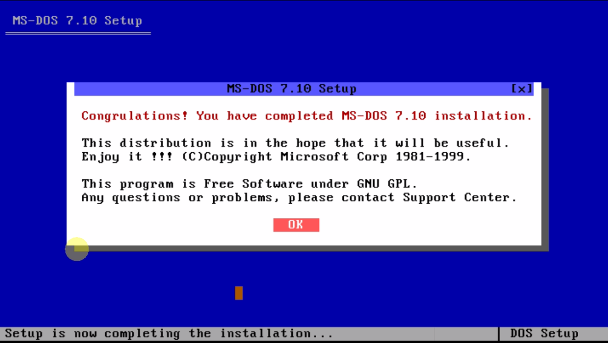 MS-DOS 7.10 Setup
MS-DOS 7.10 Setup [x]
Congrulations! You have completed MS-DOS 7.10 installation.
This distribution is in the hope that it will be useful.
Enjoy it !!! (C)Copyright Microsoft Corp 1981-1999.
This program is Free Software under GNU GPL.
Any questions or problems, please contact Support Center.
OK
Setup is now completing the installation... DOS Setup